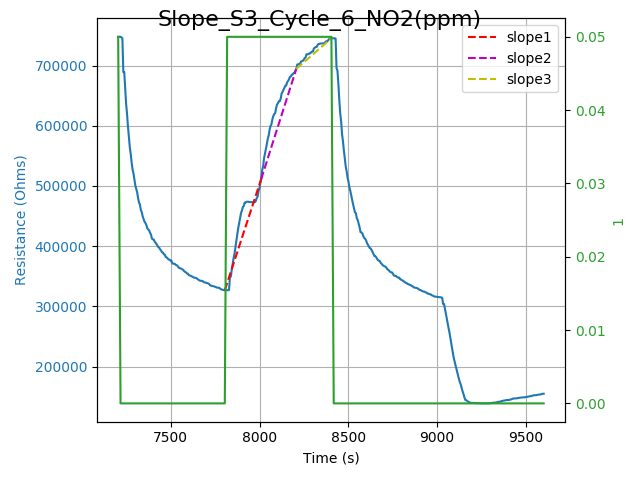 Slope_S3_Cycle_6_NO2(ppm)
slope1
slope2
slope3
Resistance (Ohms)
700000
600000
500000
400000
300000
200000
0.05
0.04
0.03
0.02
0.01
0.00
1
7500 8000 8500 9000 9500
Time (s)